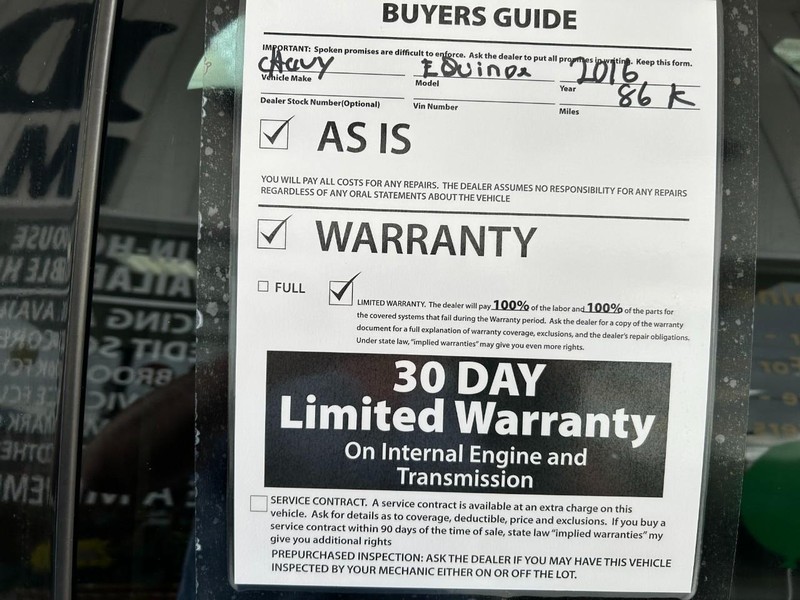 BUYERS GUIDE
IMPORTANT: Spoken promises are difficult to enforce. Ask the dealer to put all promises in writing. Keep this form.
Chevy EQuinox 2016
Vehicle Make Model Year
86 K
Dealer Stock Number(Optional) Vin Number Miles
AS IS
YOU WILL PAY ALL COSTS FOR ANY REPAIRS. THE DEALER ASSUMES NO RESPONSIBILITY FOR ANY REPAIRS
REGARDLESS OF ANY ORAL STATEMENTS ABOUT THE VEHICLE
WARRANTY
FULL
LIMITED WARRANTY. The dealer will pay 100% of the labor and 100% of the parts for
the covered systems that fail during the Warranty period. Ask the dealer for a copy of the warranty
document for a full explanation of warranty coverage, exclusions, and the dealer's repair obligations.
Under state law, "implied warranties" may give you even more rights.
30 DAY
Limited Warranty
On Internal Engine and
Transmission
SERVICE CONTRACT. A service contract is available at an extra charge on this
vehicle. Ask for details as to coverage, deductible, price and exclusions. If you buy a
service contract within 90 days of the time of sale, state law "implied warranties" my
give you additional rights
PREPURCHASED INSPECTION: ASK THE DEALER IF YOU MAY HAVE THIS VEHICLE
INSPECTED BY YOUR MECHANIC EITHER ON OR OFF THE LOT.